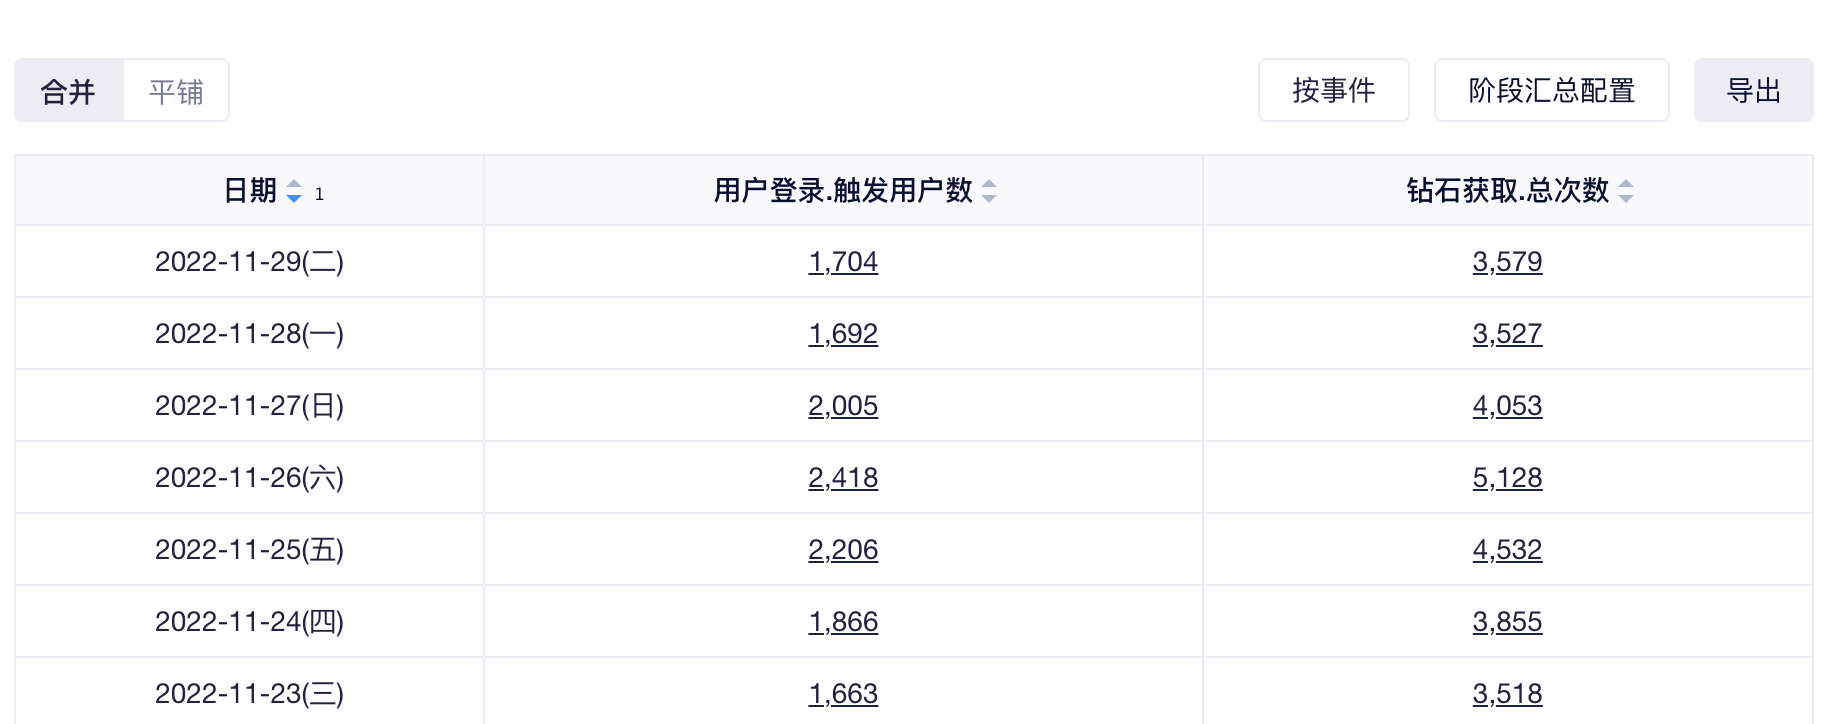 合并 平铺 按事件 阶段汇总配置 导出
日期 1 用户登录.触发用户数 钻石获取.总次数
2022-11-29(二) 1,704 3,579
2022-11-28(一) 1,692 3,527
2022-11-27(日) 2,005 4,053
2022-11-26(六) 2,418 5,128
2022-11-25(五) 2,206 4,532
2022-11-24(四) 1,866 3,855
2022-11-23(三) 1,663 3,518